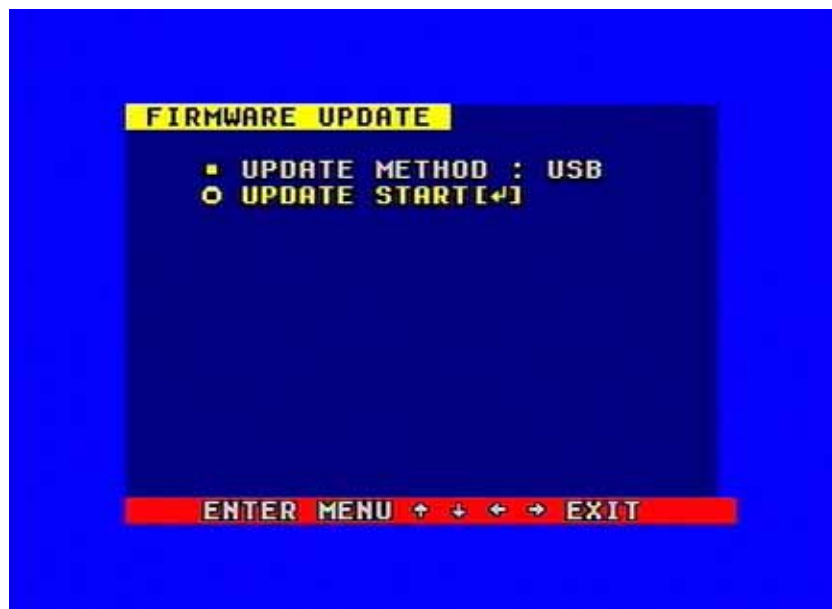 FIRMWARE UPDATE
UPDATE METHOD : USB
UPDATE START[↵]
ENTER MENU ↑ ↓ ← → EXIT